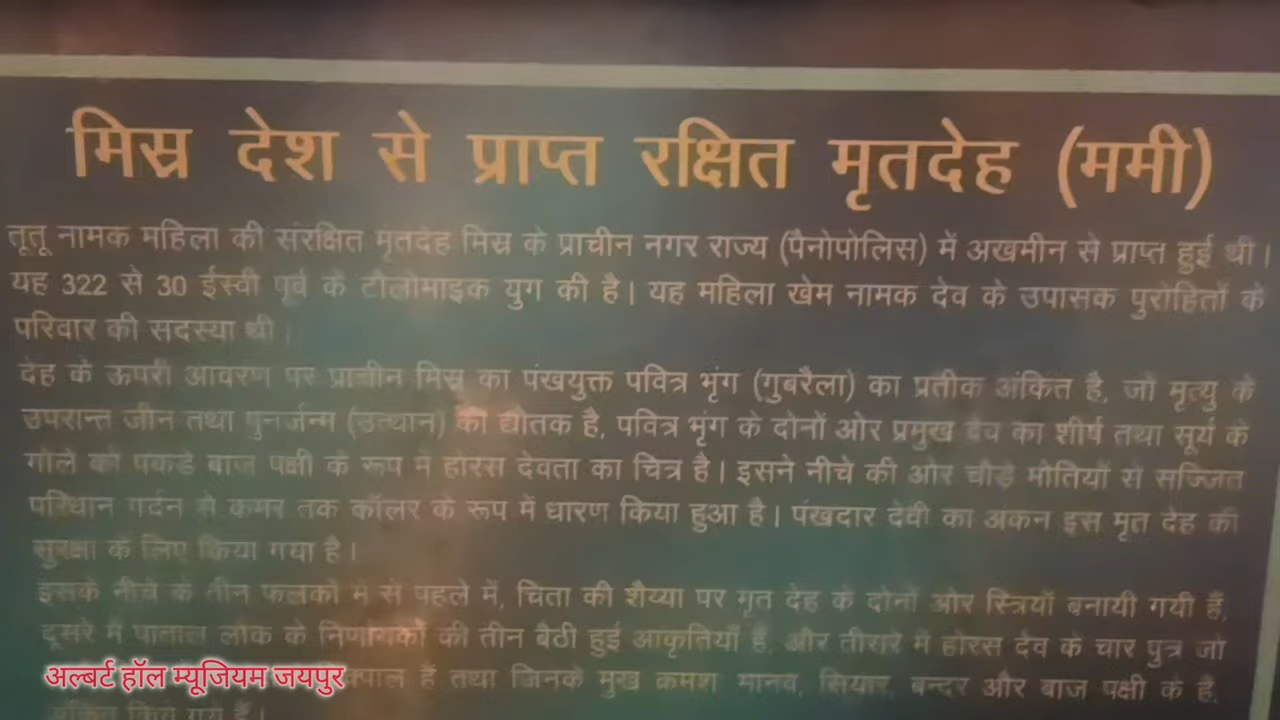 मिस्र देश से प्राप्त रक्षित मृतदेह (ममी)
तूतू नामक महिला की संरक्षित मृतदेह मिस्र के प्राचीन नगर राज्य (पैनोपोलिस) में अखमीन से प्राप्त हुई थी।
यह 322 से 30 ईस्वी पूर्व के टौलोमाइक युग की है। यह महिला खेम नामक देव के उपासक पुरोहितों के
परिवार की सदस्या थी।
देह के ऊपरी आवरण पर प्राचीन मिस्र का पंखयुक्त पवित्र भृंग (गुबरैला) का प्रतीक अंकित है, जो मृत्यु के
उपरान्त जीन तथा पुनर्जन्म (उत्थान) की द्यौतक है, पवित्र भृंग के दोनों ओर प्रमुख देव का शीर्ष तथा सूर्य के
गोले को पकडे बाज पक्षी के रूप में होरस देवता का चित्र है। इसने नीचे की ओर चौड़े मोतियों से सज्जित
परिधान गर्दन से कमर तक कॉलर के रूप में धारण किया हुआ है। पंखदार देवी का अंकन इस मृत देह की
सुरक्षा के लिए किया गया है।
इसके नीचे के तीन फलकों में से पहले में, चिता की शैय्या पर मृत देह के दोनों ओर स्त्रियाँ बनायी गयी हैं,
दूसरे में पाताल लोक के निर्णायकों की तीन बैठी हुई आकृतियाँ है, और तीसरे में होरस देव के चार पुत्र जो
क्पाल हैं तथा जिनके मुख क्रमश मानव, सियार, बन्दर और बाज पक्षी के है,
अंकित किये गये हैं।
अल्बर्ट हॉल म्यूजियम जयपुर